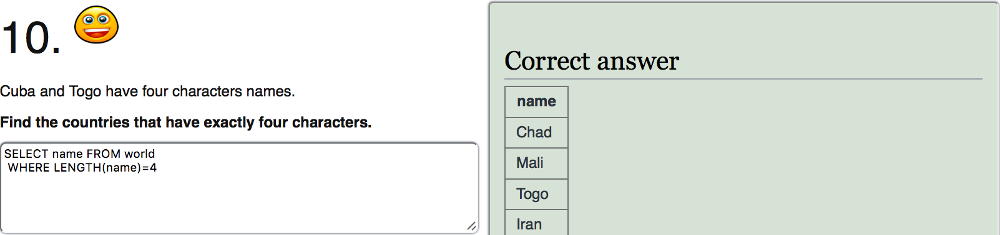 10.
Cuba and Togo have four characters names.
Find the countries that have exactly four characters.
SELECT name FROM world
WHERE LENGTH(name)=4
Correct answer
name
Chad
Mali
Togo
Iran